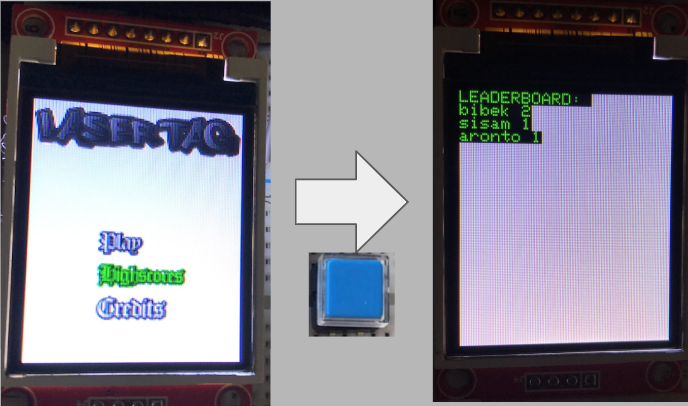 LASER TAG
Play
Highscores
Credits
LEADERBOARD:
bibek 2
sisam 1
aronto 1